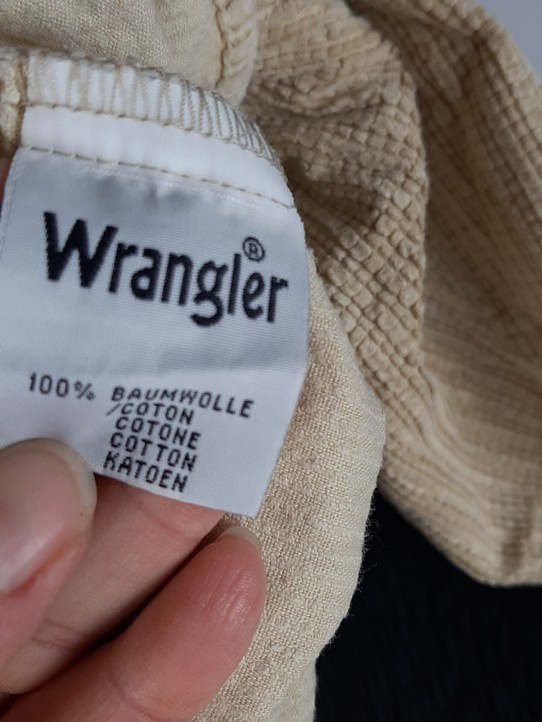 Wrangler®
100% BAUMWOLLE
/COTON
COTONE
COTTON
KATOEN